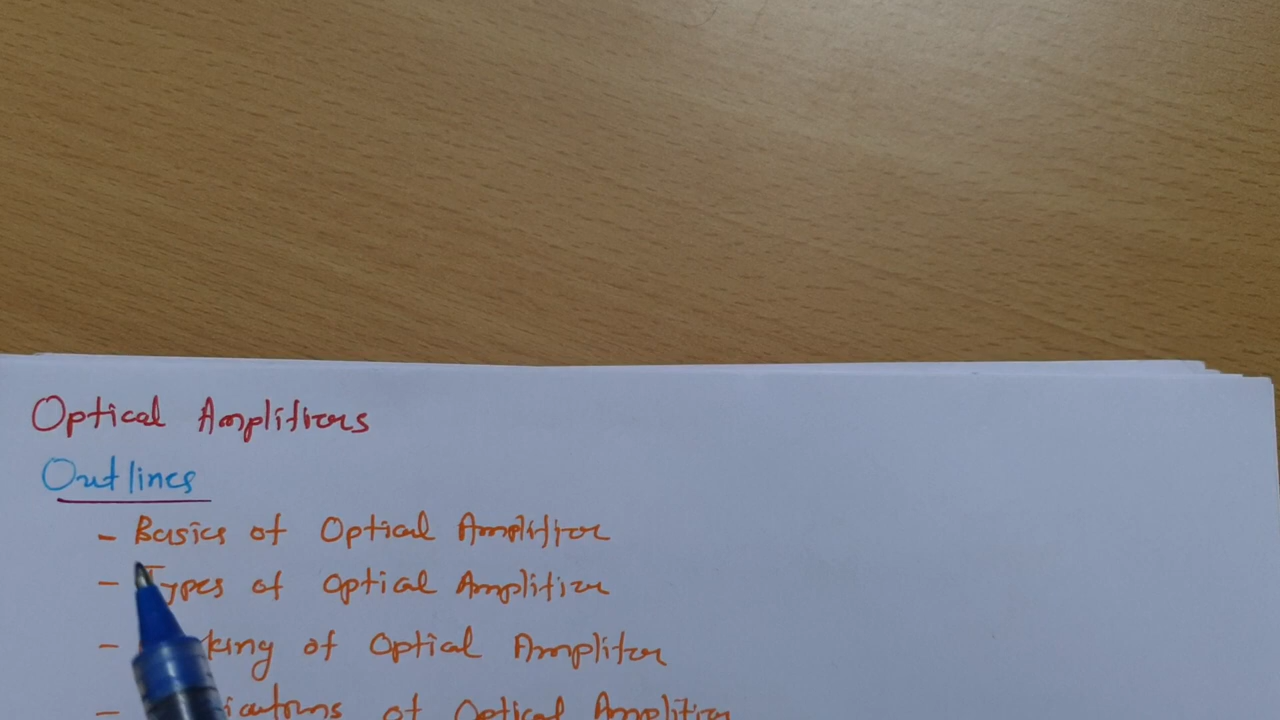 Optical Amplifiers
Outlines
- Basics of Optical Amplifier
- Types of Optical Amplifier
- of Optical Amplifier
- of Optical Amplifier